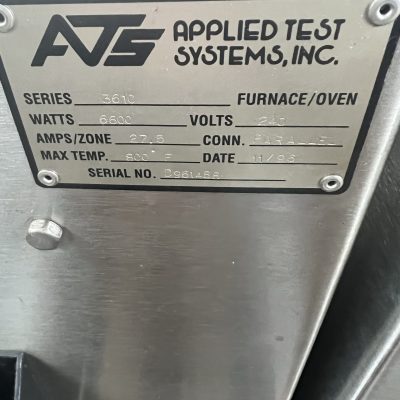 ATS APPLIED TEST
SYSTEMS, INC.
SERIES 3610 FURNACE/OVEN
WATTS 6600 VOLTS 240
AMPS/ZONE 27.5 CONN. PARALLEL
MAX TEMP. 800° F DATE 11/96
SERIAL NO.